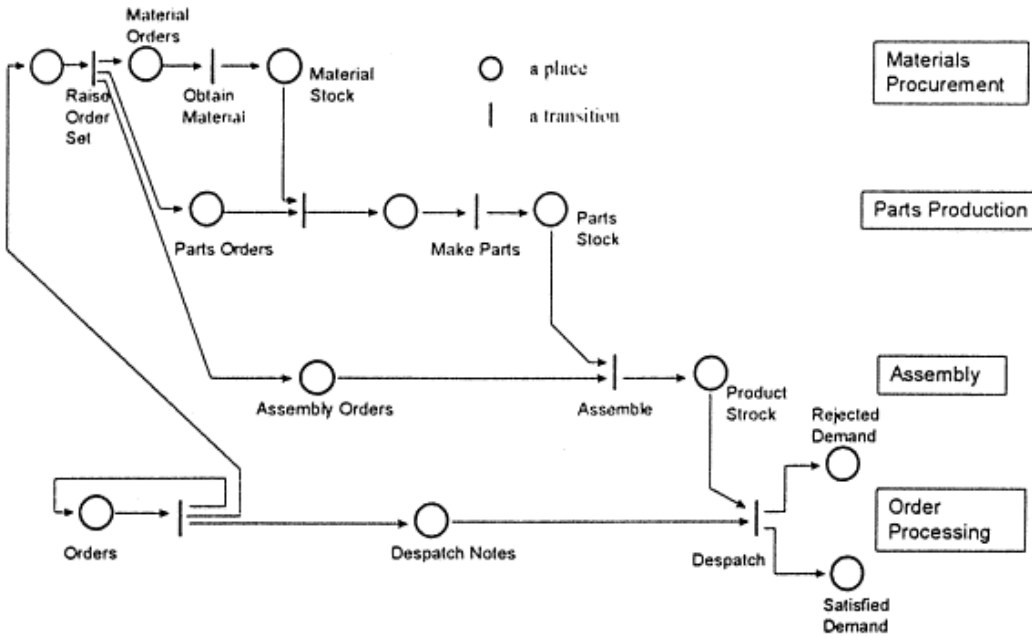 Material
Orders
Raise
Order
Set
Obtain
Material
Material
Stock
a place
a transition
Materials
Procurement
Parts Orders
Make Parts
Parts
Stock
Parts Production
Assembly Orders
Assemble
Product
Strock
Assembly
Rejected
Demand
Orders
Despatch Notes
Despatch
Order
Processing
Satisfied
Demand